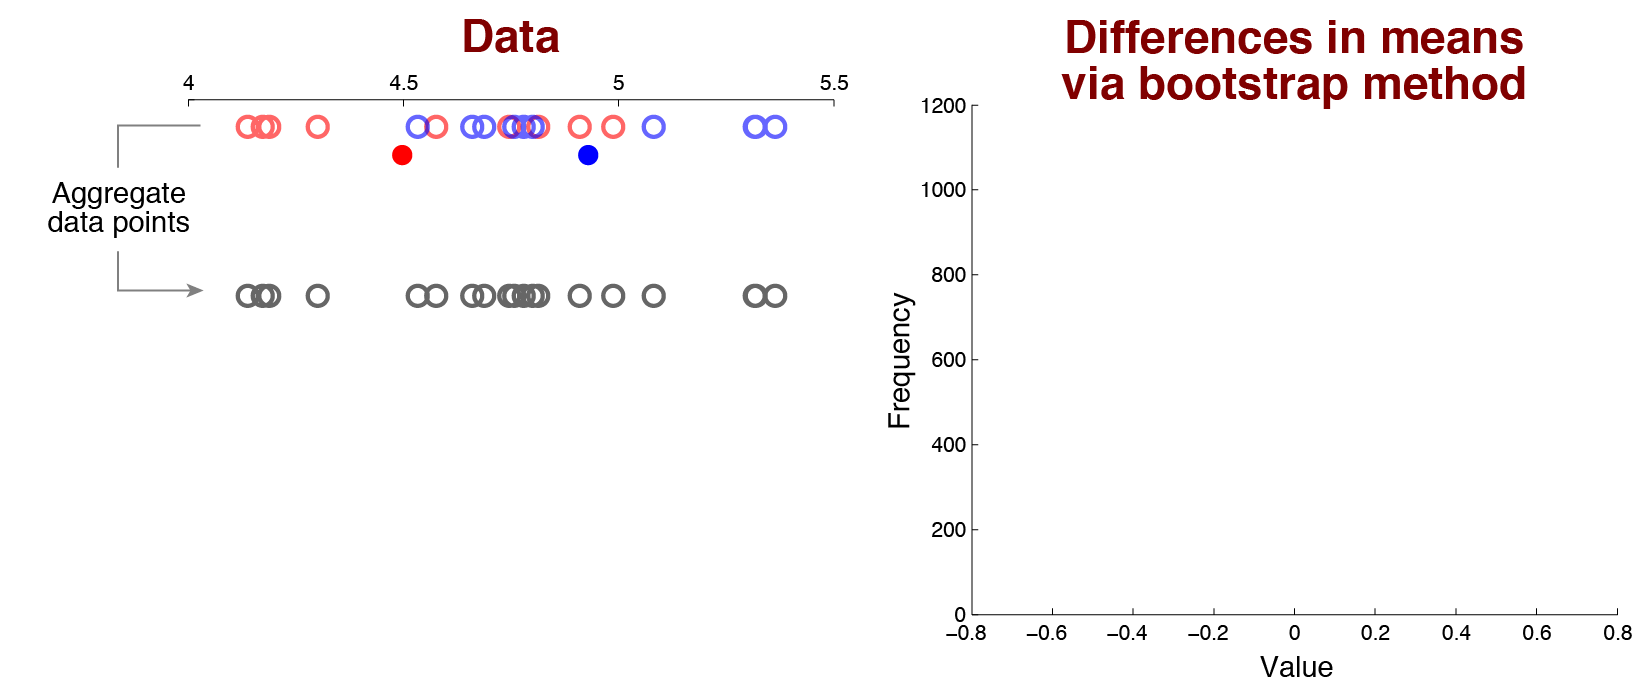 Data
4
4.5
5
5.5
Aggregate
data points
Differences in means
via bootstrap method
1200
1000
800
600
400
200
0
Frequency
−0.8
−0.6
−0.4
−0.2
0
0.2
0.4
0.6
0.8
Value